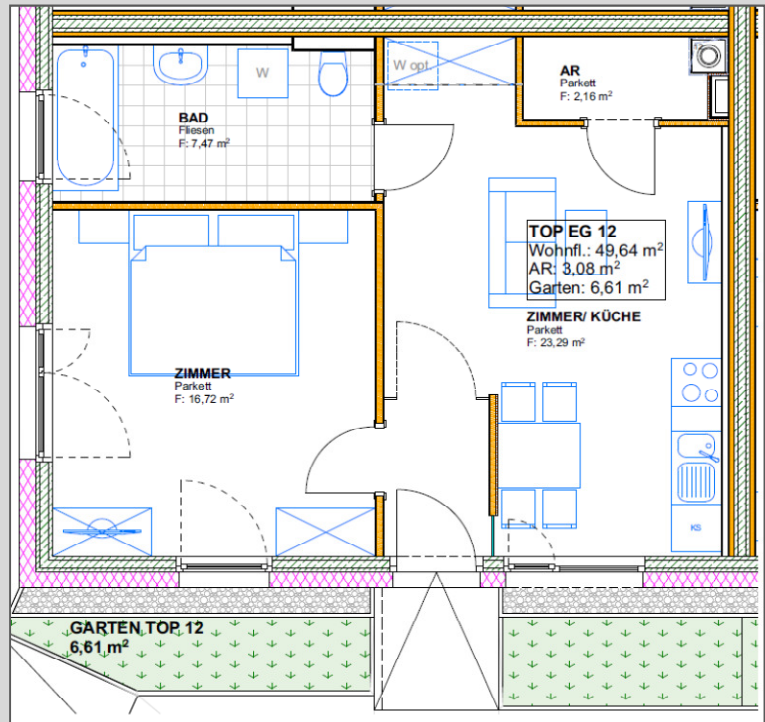 W opt.
AR
Parkett
F: 2,16 m²
W
BAD
Fliesen
F: 7,47 m²
TOP EG 12
Wohnfl.: 49,64 m²
AR: 3,08 m²
Garten: 6,61 m²
ZIMMER/ KÜCHE
Parkett
F: 23,29 m²
ZIMMER
Parkett
F: 16,72 m²
KS
GARTEN TOP 12
6,61 m²